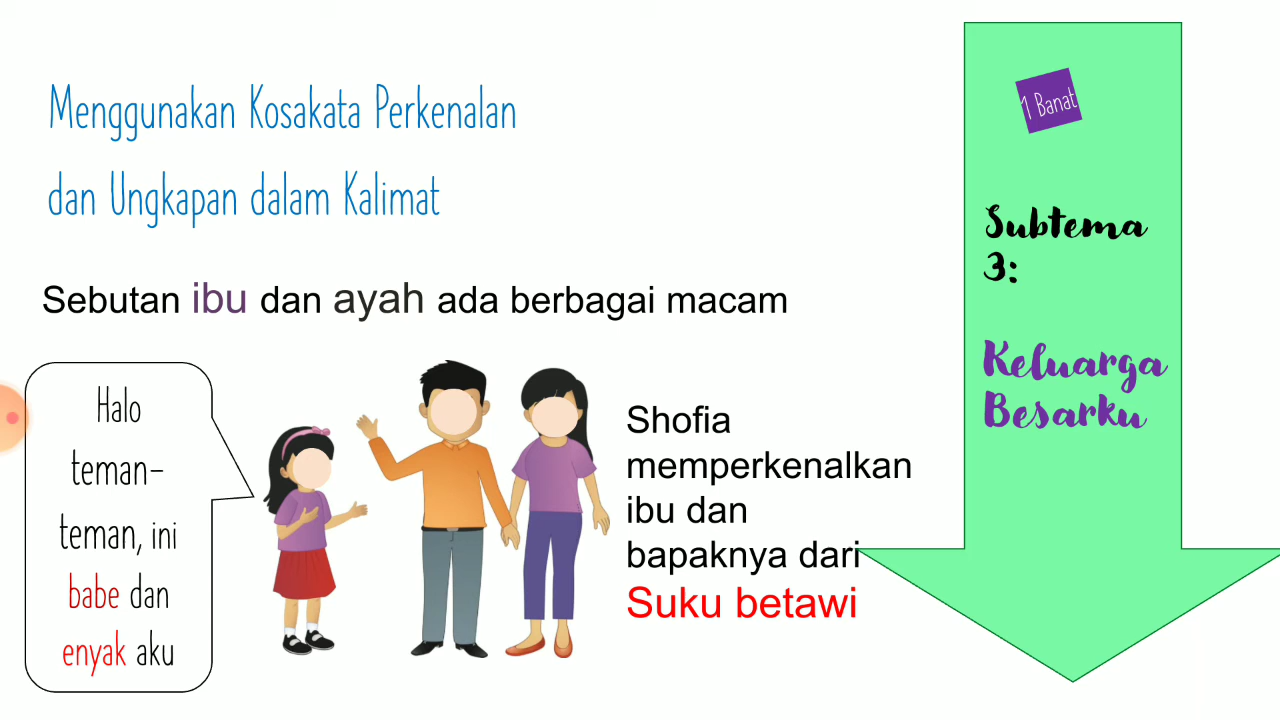 Menggunakan Kosakata Perkenalan
dan Ungkapan dalam Kalimat
Sebutan ibu dan ayah ada berbagai macam
Halo
teman-
teman, ini
babe dan
enyak aku
Shofia
memperkenalkan
ibu dan
bapaknya dari
Suku betawi
1 Banat
Subtema
3:
Keluarga
Besarku